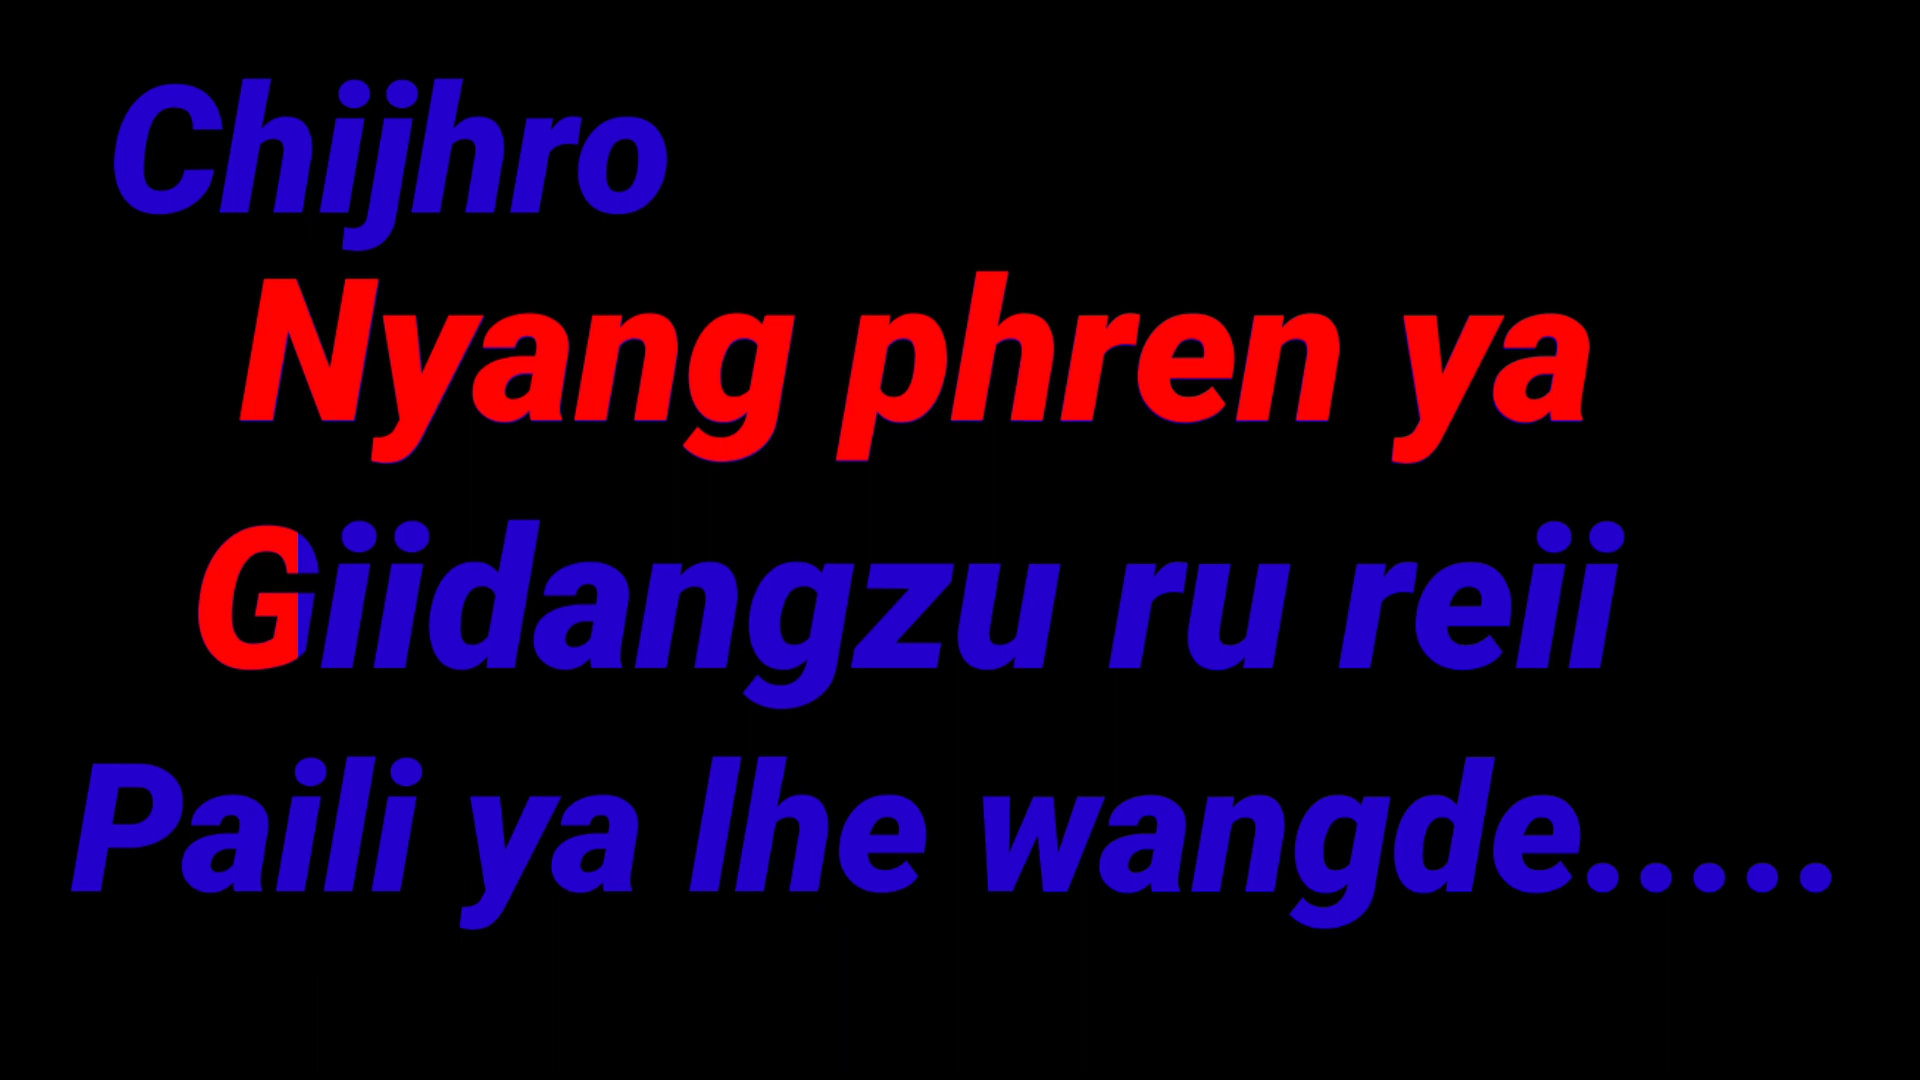 Chijhro
Nyang phren ya
Giidangzu ru reii
Paili ya lhe wangde.....